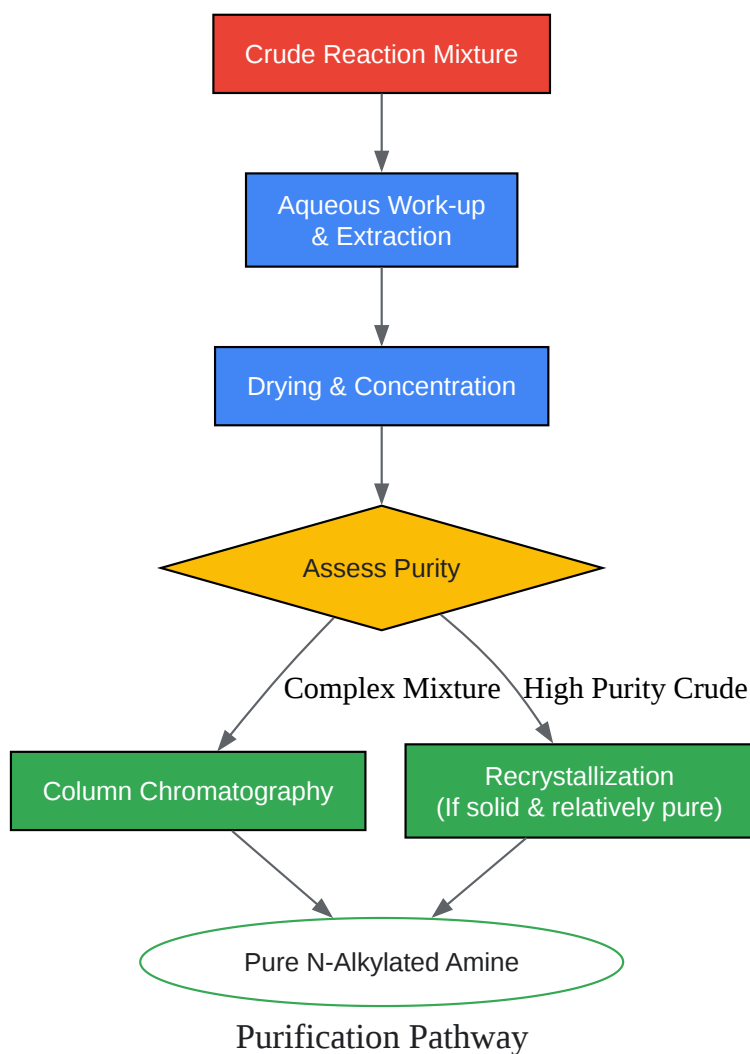 Crude Reaction Mixture
Aqueous Work-up
& Extraction
Drying & Concentration
Assess Purity
Complex Mixture
High Purity Crude
Column Chromatography
Recrystallization
(If solid & relatively pure)
Pure N-Alkylated Amine
Purification Pathway